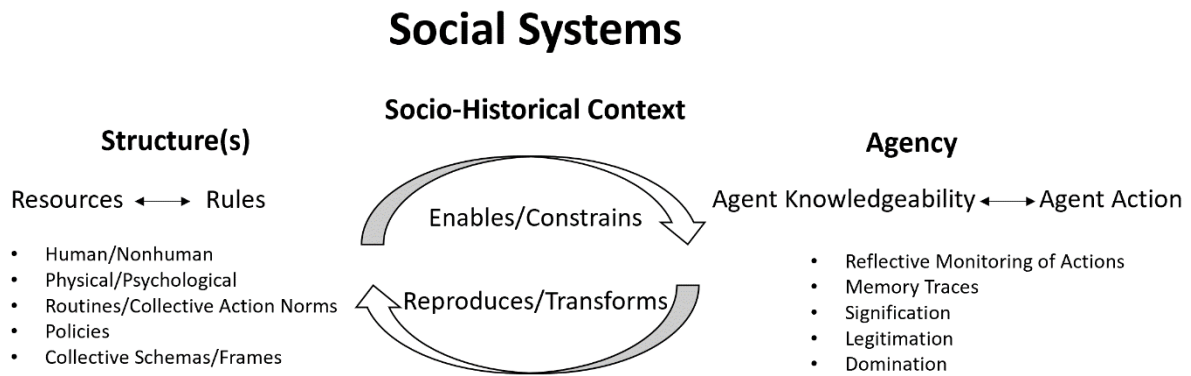 Social Systems
Socio-Historical Context
Structure(s)
Agency
Resources
Rules
Agent Knowledgeability
Agent Action
Enables/Constrains
Reproduces/Transforms
• Human/Nonhuman
• Physical/Psychological
• Routines/Collective Action Norms
• Policies
• Collective Schemas/Frames
• Reflective Monitoring of Actions
• Memory Traces
• Signification
• Legitimation
• Domination